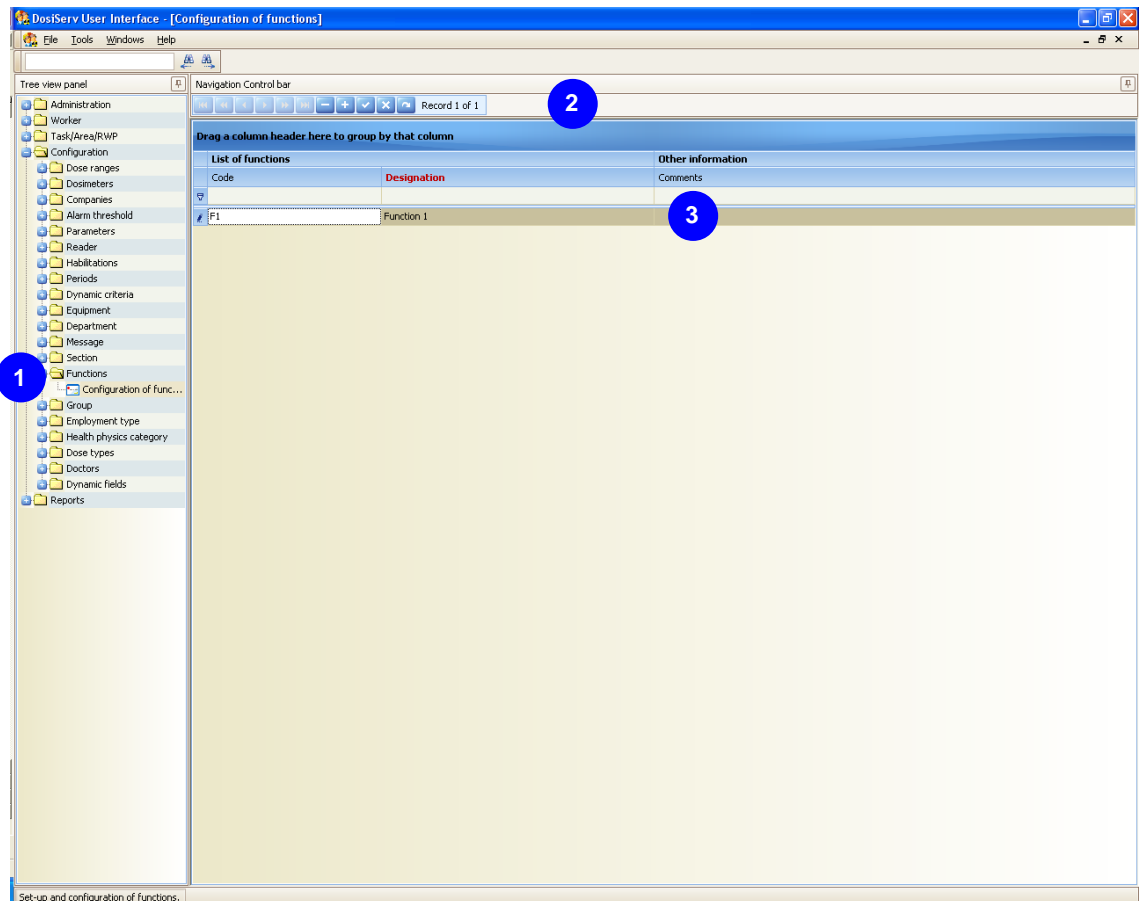 DosiServ User Interface - [Configuration of functions]
File Tools Windows Help
Tree view panel
Navigation Control bar
Record 1 of 1
2
Administration
Worker
Task/Area/RWP
Configuration
Dose ranges
Dosimeters
Companies
Alarm threshold
Parameters
Reader
Habilitations
Periods
Dynamic criteria
Equipment
Department
Message
Section
Functions
Configuration of func...
Group
Employment type
Health physics category
Dose types
Doctors
Dynamic fields
Reports
1
Drag a column header here to group by that column
List of functions Other information
Code Designation Comments
F1 Function 1
3
Set-up and configuration of functions.